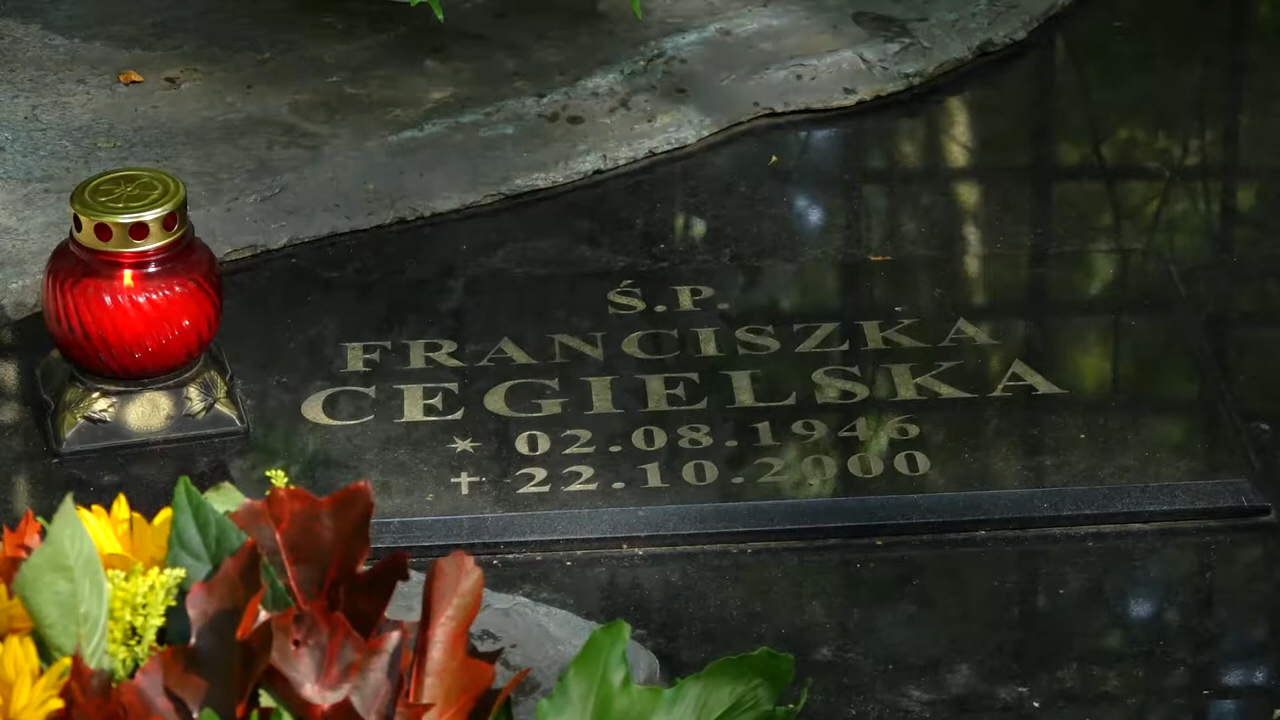 Ś.P.
FRANCISZKA
CEGIELSKA
* 02.08.1946
✝ 22.10.2000